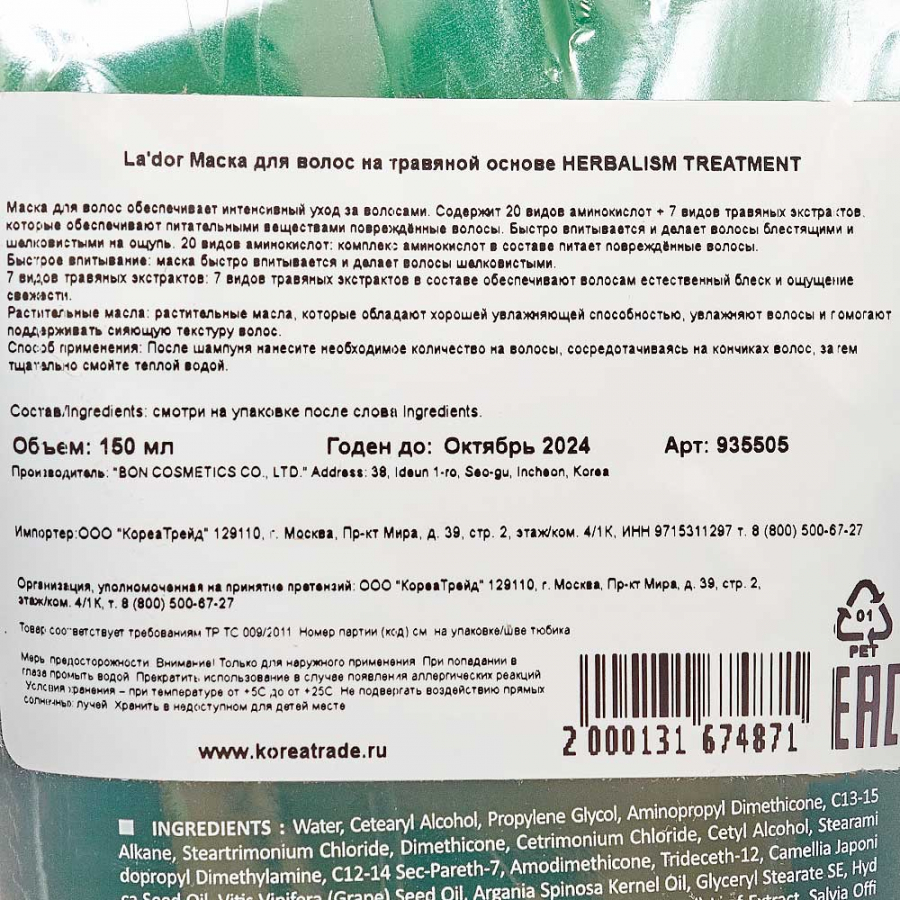 La'dor Маска для волос на травяной основе HERBALISM TREATMENT
Маска для волос обеспечивает интенсивный уход за волосами. Содержит 20 видов аминокислот + 7 видов травяных экстрактов,
которые обеспечивают питательными веществами повреждённые волосы. Быстро впитывается и делает волосы блестящими и
шелковистыми на ощупь. 20 видов аминокислот: комплекс аминокислот в составе питает повреждённые волосы.
Быстрое впитывание: маска быстро впитывается и делает волосы шелковистыми.
7 видов травяных экстрактов: 7 видов травяных экстрактов в составе обеспечивают волосам естественный блеск и ощущение
свежести.
Растительные масла: растительные масла, которые обладают хорошей увлажняющей способностью, увлажняют волосы и помогают
поддерживать сияющую текстуру волос.
Способ применения: После шампуня нанесите необходимое количество на волосы, сосредотачиваясь на кончиках волос, затем
тщательно смойте теплой водой.
Состав/Ingredients: смотри на упаковке после слова Ingredients.
Объем: 150 мл Годен до: Октябрь 2024 Арт: 935505
Производитель: "BON COSMETICS CO., LTD." Address: 38, Ideun 1-ro, Seo-gu, Incheon, Korea
Импортер:ООО "КореаТрейд" 129110, г. Москва, Пр-кт Мира, д. 39, стр. 2, этаж/ком. 4/1К, ИНН 9715311297 т. 8 (800) 500-67-27
Организация, уполномоченная на принятие претензий: ООО "КореаТрейд" 129110, г. Москва, Пр-кт Мира, д. 39, стр. 2,
этаж/ком. 4/1К, т. 8 (800) 500-67-27
Товар соответствует требованиям ТР ТС 009/2011 Номер партии (код) см на упаковке/шве тюбика
Меры предосторожности Внимание! Только для наружного применения При попадании в
глаза промыть водой Прекратить использование в случае появления аллергических реакций
Условия хранения – при температуре от +5С до от +25С Не подвергать воздействию прямых
солнечных лучей Хранить в недоступном для детей месте
01
PET
EAC
2 000131 674871
www.koreatrade.ru
INGREDIENTS : Water, Cetearyl Alcohol, Propylene Glycol, Aminopropyl Dimethicone, C13-15
Alkane, Steartrimonium Chloride, Dimethicone, Cetrimonium Chloride, Cetyl Alcohol, Stearami
dopropyl Dimethylamine, C12-14 Sec-Pareth-7, Amodimethicone, Trideceth-12, Camellia Japoni
ca Seed Oil, Vitis Vinifera (Grape) Seed Oil, Argania Spinosa Kernel Oil, Glyceryl Stearate SE, Hyd
Leaf Extract, Salvia Offi